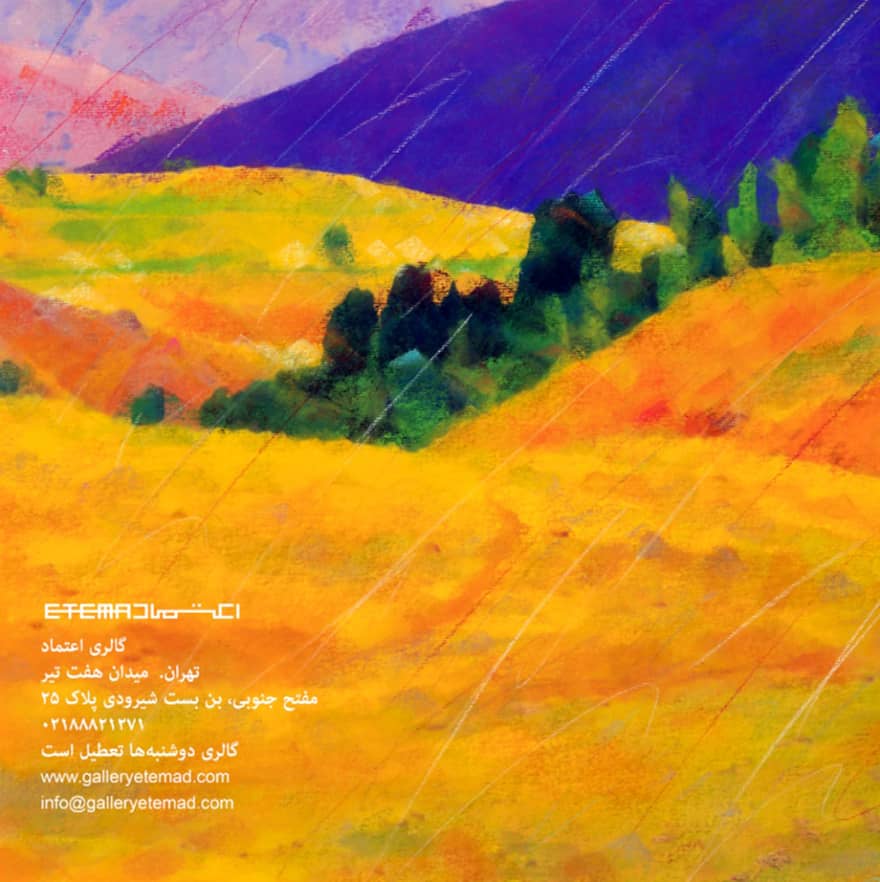 ETEMAD اعتماد
گالری اعتماد
تهران. میدان هفت تیر
مفتح جنوبی، بن بست شیرودی پلاک ۲۵
۰۲۱۸۸۸۲۱۲۷۱
گالری دوشنبه‌ها تعطیل است
www.galleryetemad.com
info@galleryetemad.com